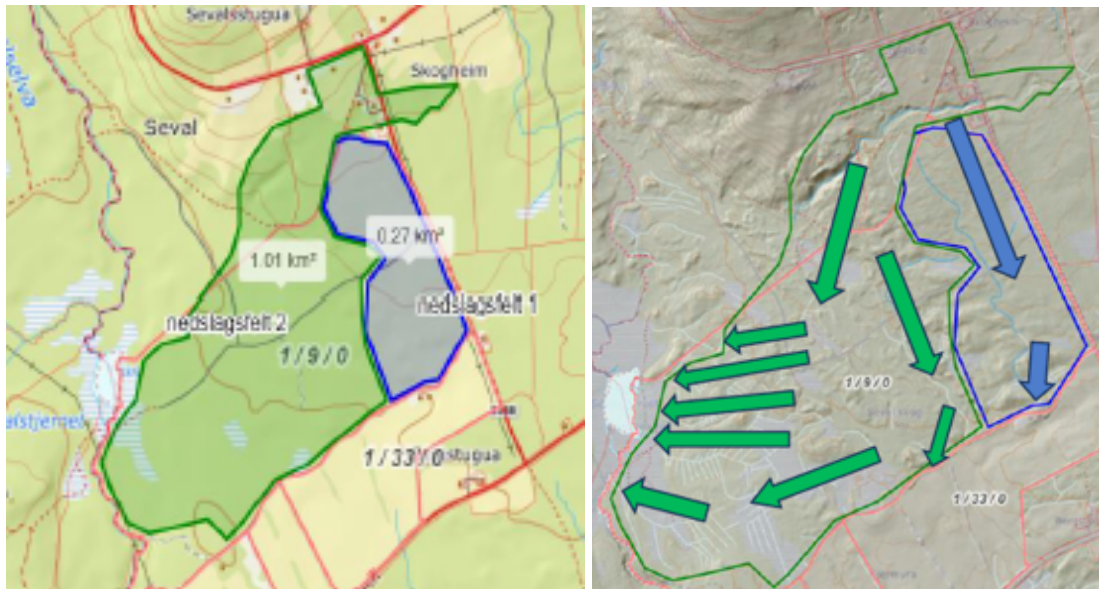 Sevalsstugua
Skogheim
Seval
0.27 km²
1.01 km²
nedslagsfelt 1
nedslagsfelt 2
1 / 9 / 0
1 / 33 / 0
stugua
1 / 9 / 0
1 / 33 / 0